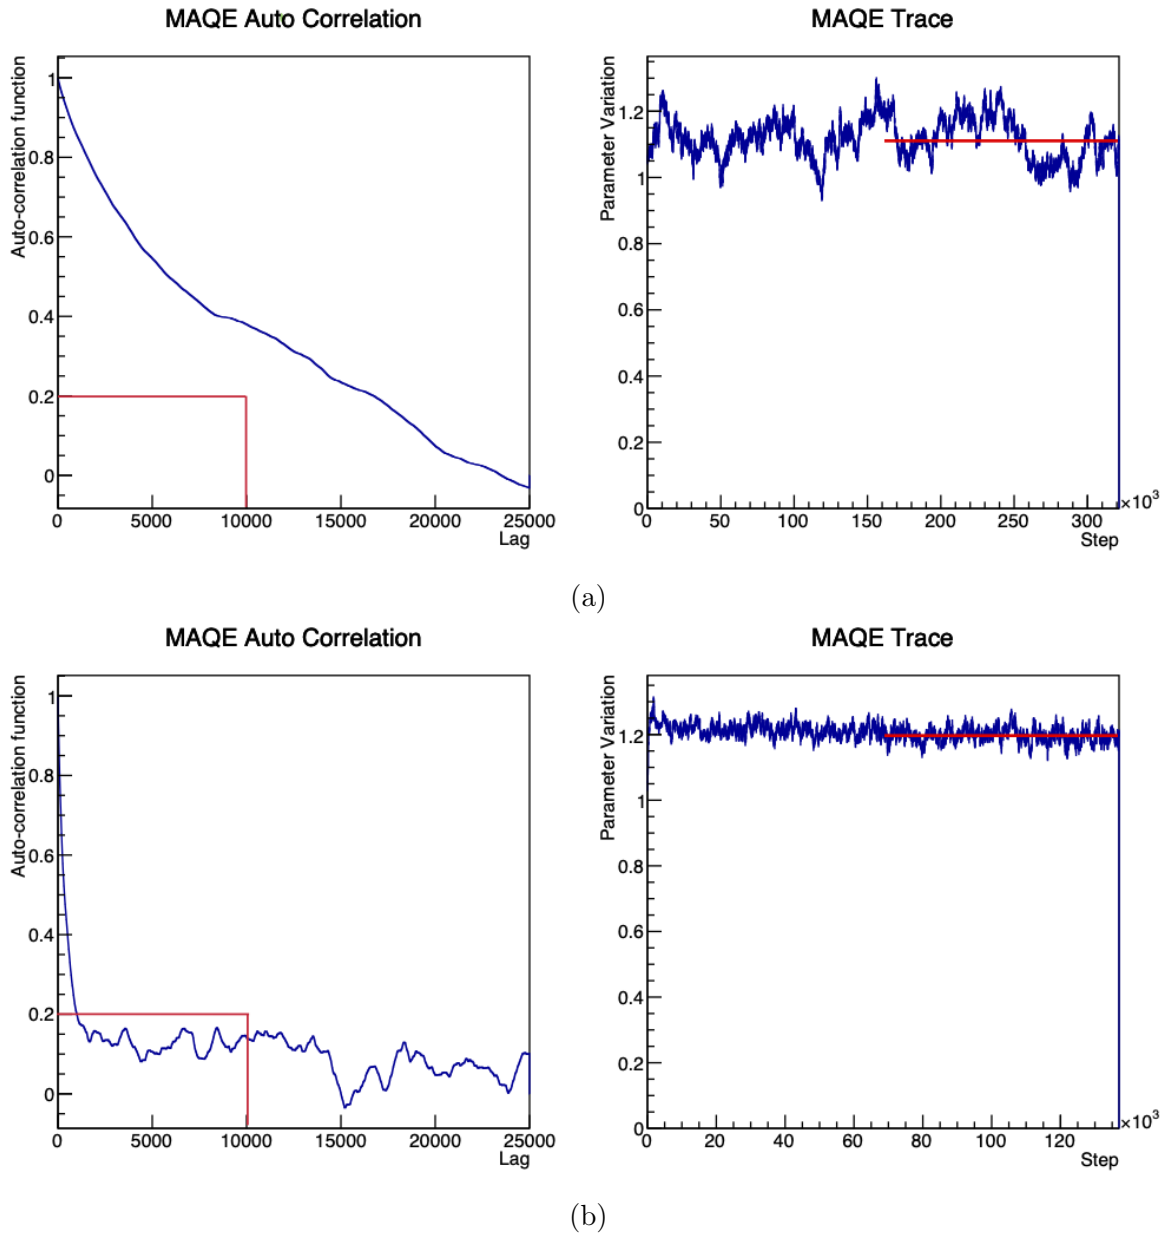 MAQE Auto Correlation
Auto-correlation function
1
0.8
0.6
0.4
0.2
0
0 5000 10000 15000 20000 25000
Lag
MAQE Trace
Parameter Variation
1.2
1
0.8
0.6
0.4
0.2
0
0 50 100 150 200 250 300
×10³
Step
(a)
MAQE Auto Correlation
Auto-correlation function
1
0.8
0.6
0.4
0.2
0
0 5000 10000 15000 20000 25000
Lag
MAQE Trace
Parameter Variation
1.2
1
0.8
0.6
0.4
0.2
0
0 20 40 60 80 100 120
×10³
Step
(b)